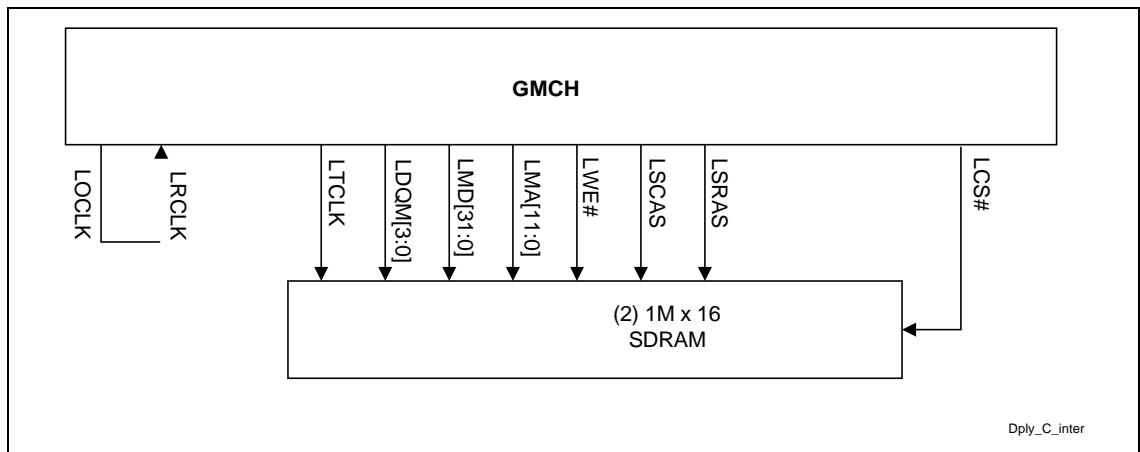 GMCH
LOCLK
LRCLK
LTCLK
LDQM[3:0]
LMD[31:0]
LMA[11:0]
LWE#
LSCAS
LSRAS
LCS#
(2) 1M x 16
SDRAM
Dply_C_inter